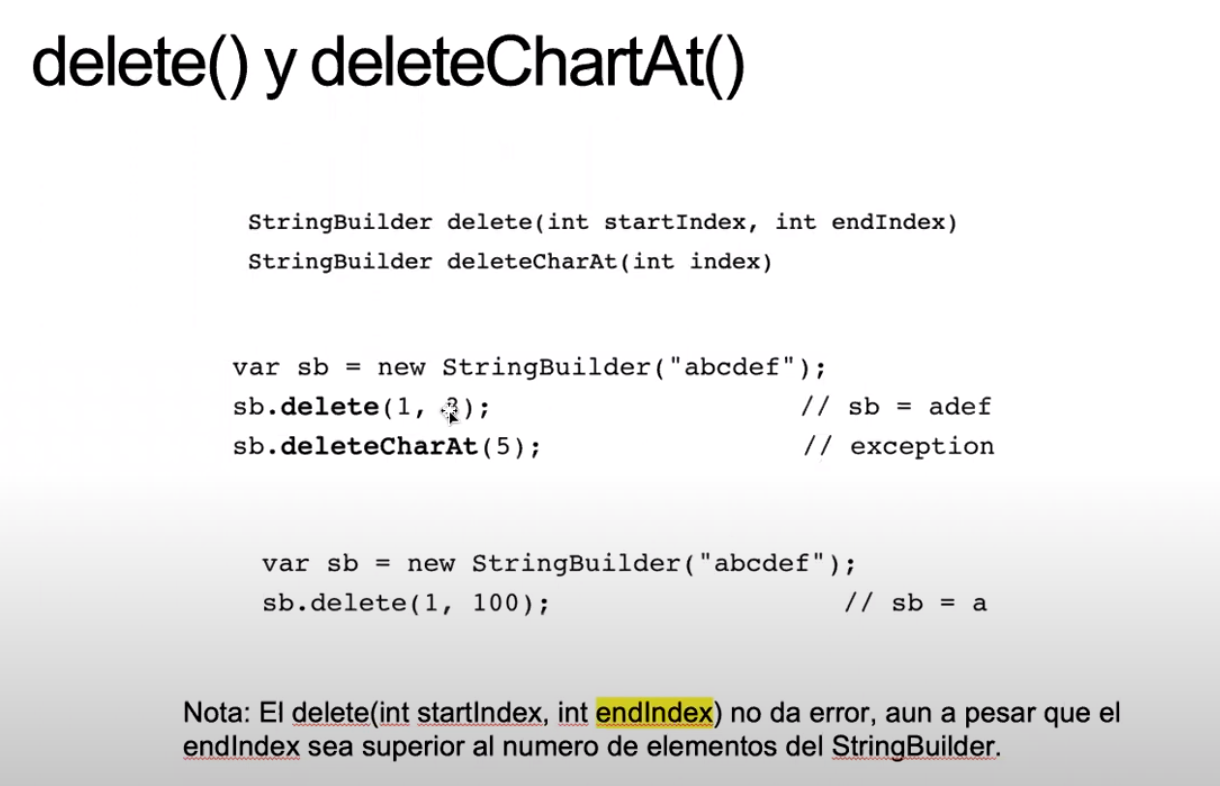 delete() y deleteChartAt()
StringBuilder delete(int startIndex, int endIndex)
StringBuilder deleteCharAt(int index)
var sb = new StringBuilder("abcdef");
sb.delete(1, 3); // sb = adef
sb.deleteCharAt(5); // exception
var sb = new StringBuilder("abcdef");
sb.delete(1, 100); // sb = a
Nota: El delete(int startIndex, int endIndex) no da error, aun a pesar que el
endIndex sea superior al numero de elementos del StringBuilder.